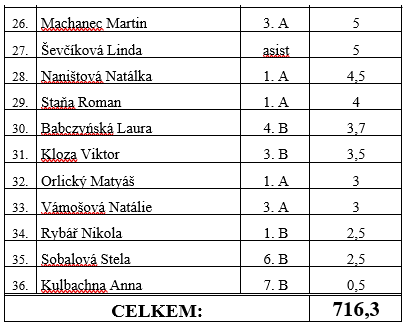 26. Machanec Martin 3. A 5
27. Ševčíková Linda asist 5
28. Naništová Natálka 1. A 4,5
29. Staňa Roman 1. A 4
30. Babczyńská Laura 4. B 3,7
31. Kloza Viktor 3. B 3,5
32. Orlický Matyáš 1. A 3
33. Vámošová Natálie 3. A 3
34. Rybář Nikola 1. B 2,5
35. Sobalová Stela 6. B 2,5
36. Kulbachna Anna 7. B 0,5
CELKEM: 716,3